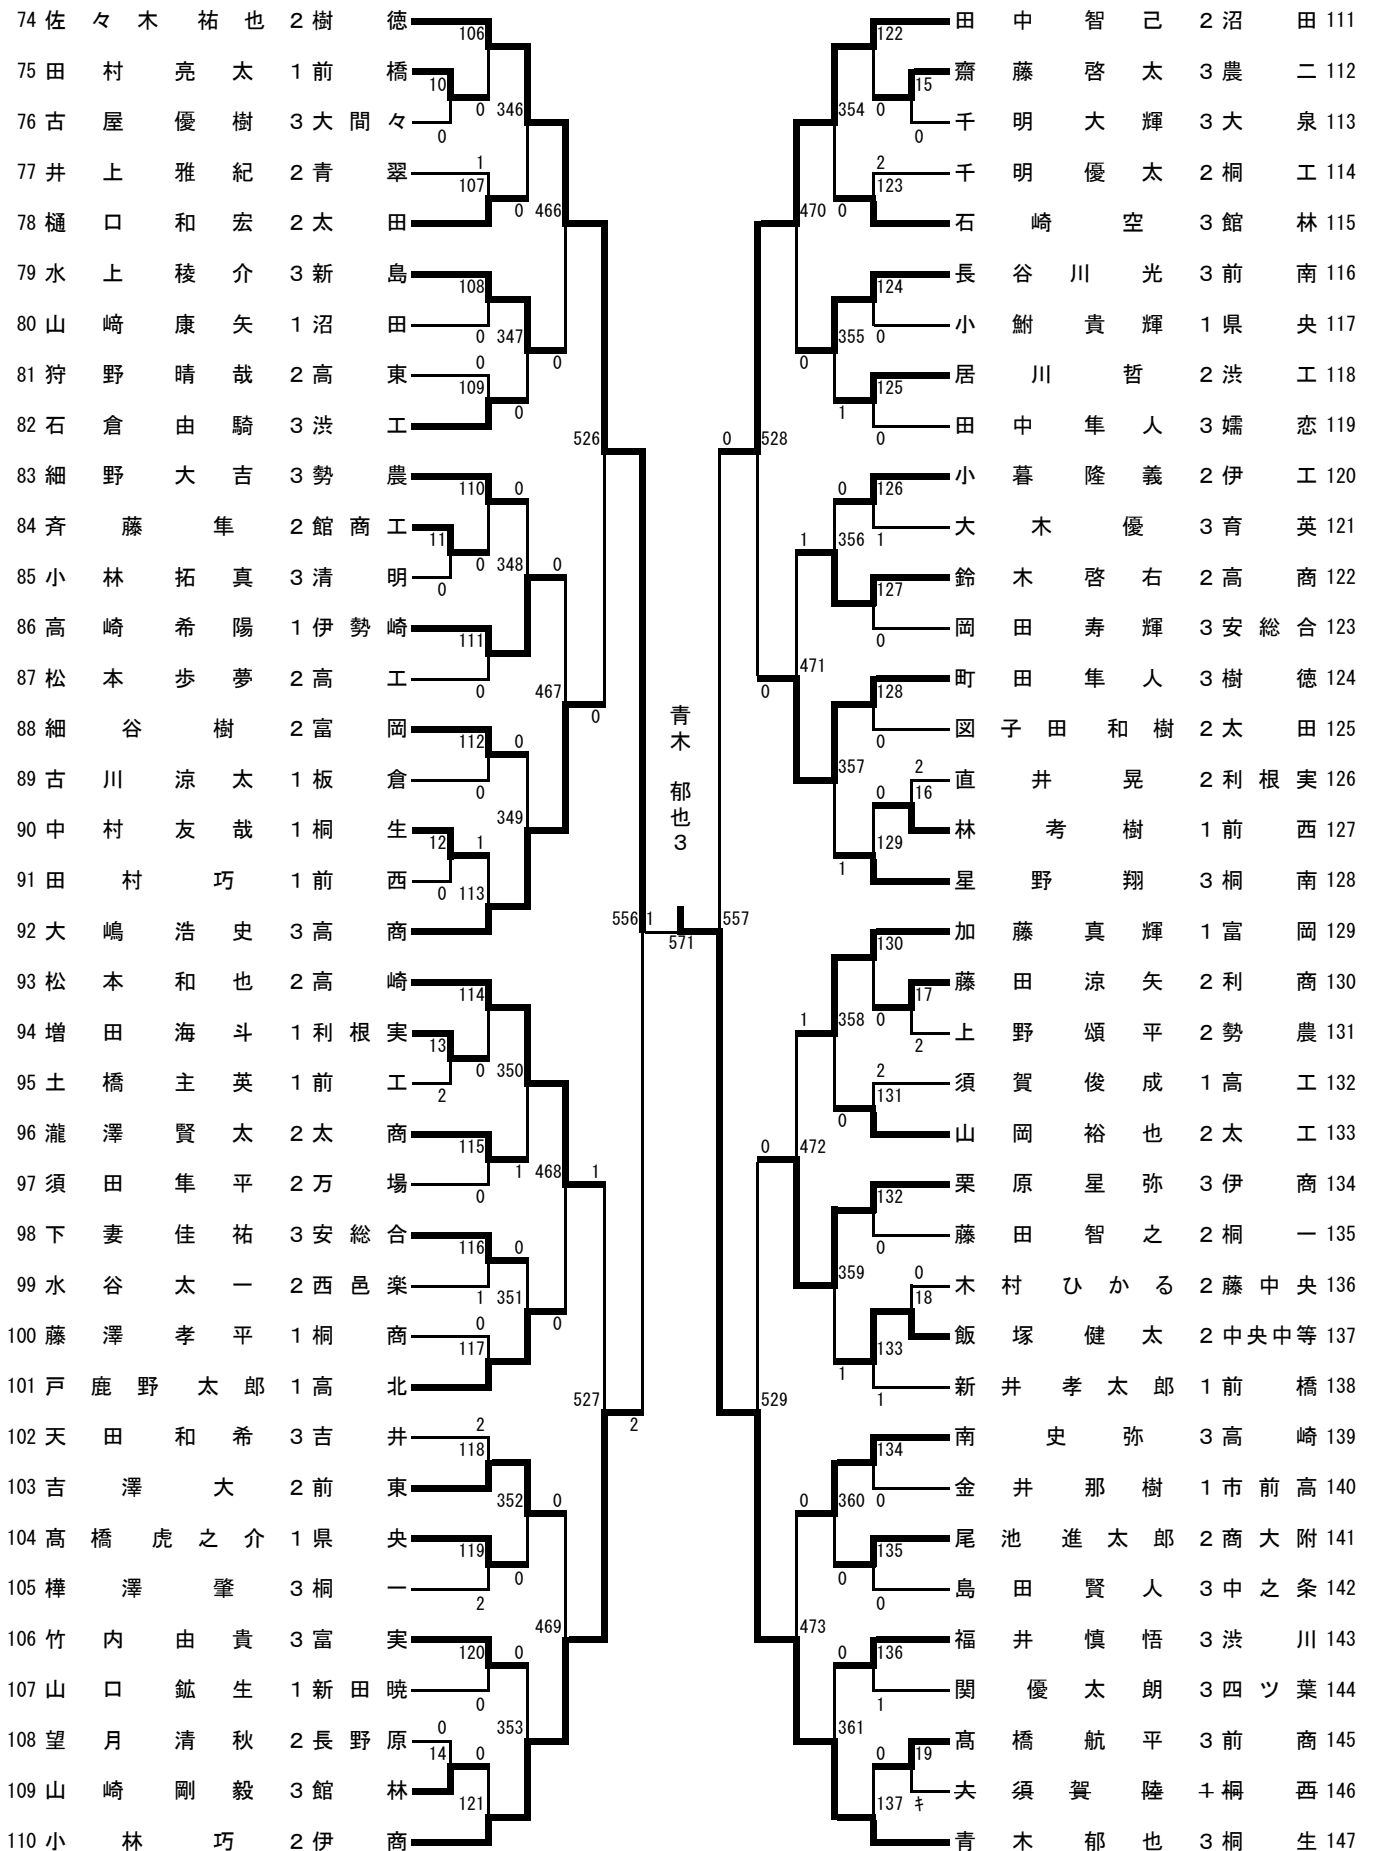 74 佐々木 祐也 2 樹徳
75 田村 亮太 1 前橋
76 古屋 優樹 3 大間々
77 井上 雅紀 2 青翠
78 樋口 和宏 2 太田
79 水上 稜介 3 新島
80 山﨑 康矢 1 沼田
81 狩野 晴哉 2 高東
82 石倉 由騎 3 渋工
83 細野 大吉 3 勢農
84 斉藤 隼 2 館商工
85 小林 拓真 3 清明
86 高崎 希陽 1 伊勢崎
87 松本 歩夢 2 高工
88 細谷 樹 2 富岡
89 古川 涼太 1 板倉
90 中村 友哉 1 桐生
91 田村 巧 1 前西
92 大嶋 浩史 3 高商
93 松本 和也 2 高崎
94 増田 海斗 1 利根実
95 土橋 主英 1 前工
96 瀧澤 賢太 2 太商
97 須田 隼平 2 万場
98 下妻 佳祐 3 安総合
99 水谷 太一 2 西邑楽
100 藤澤 孝平 1 桐商
101 戸鹿野 太郎 1 高北
102 天田 和希 3 吉井
103 吉澤 大 2 前東
104 髙橋 虎之介 1 県央
105 樺澤 肇 3 桐一
106 竹内 由貴 3 富実
107 山口 鉱生 1 新田暁
108 望月 清秋 2 長野原
109 山崎 剛毅 3 館林
110 小林 巧 2 伊商
106
10
0
0
346
1
107
0
466
108
0
347
0
0
109
0
526
110
0
11
0
0
348
0
111
0
467
0
112
0
0
349
12
1
0
113
556
114
13
0
2
350
115
0
1
468
1
116
0
1
351
0
0
117
527
2
2
118
352
0
119
2
0
469
120
0
0
353
0
14
0
121
青木 郁也3
1
571
田中 智己 2 沼田 111
齋藤 啓太 3 農二 112
千明 大輝 3 大泉 113
千明 優太 2 桐工 114
石崎 空 3 館林 115
長谷川 光 3 前南 116
小鮒 貴輝 1 県央 117
居川 哲 2 渋工 118
田中 隼人 3 嬬恋 119
小暮 隆義 2 伊工 120
大木 優 3 育英 121
鈴木 啓右 2 高商 122
岡田 寿輝 3 安総合 123
町田 隼人 3 樹徳 124
図子田 和樹 2 太田 125
直井 晃 2 利根実 126
林 考樹 1 前西 127
星野 翔 3 桐南 128
加藤 真輝 1 富岡 129
藤田 涼矢 2 利商 130
上野 頌平 2 勢農 131
須賀 俊成 1 高工 132
山岡 裕也 2 太工 133
栗原 星弥 3 伊商 134
藤田 智之 2 桐一 135
木村 ひかる 2 藤中央 136
飯塚 健太 2 中央中等 137
新井 孝太郎 1 前橋 138
南 史弥 3 高崎 139
金井 那樹 1 市前高 140
尾池 進太郎 2 商大附 141
島田 賢人 3 中之条 142
福井 慎悟 3 渋川 143
関 優太朗 3 四ツ葉 144
髙橋 航平 3 前商 145
大須賀 陸 1 桐西 146
青木 郁也 3 桐生 147
122
15
354
0
0
2
123
470
0
124
355
0
0
125
1
0
0
528
0
126
1
356
1
127
0
471
0
128
0
357
2
0
16
129
1
557
130
17
1
358
0
2
2
131
0
0
472
132
0
359
0
18
133
1
1
529
134
0
360
0
135
0
0
473
0
136
1
361
0
19
137
キ